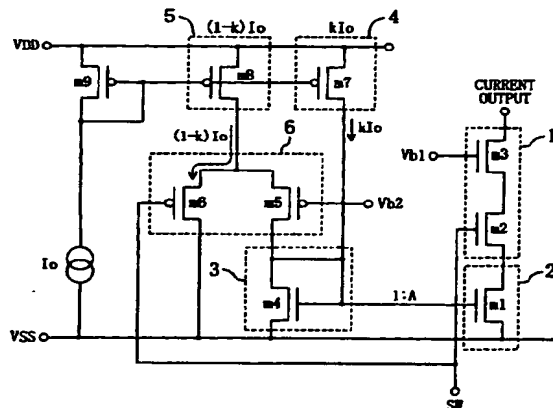 5
(1-k)Io
kIo
4
VDD
m9
m8
m7
CURRENT
OUTPUT
(1-k)Io
6
kIo
1
Vb1
m3
m6
m5
Vb2
m2
Io
3
2
m4
1:A
m1
VSS
SW